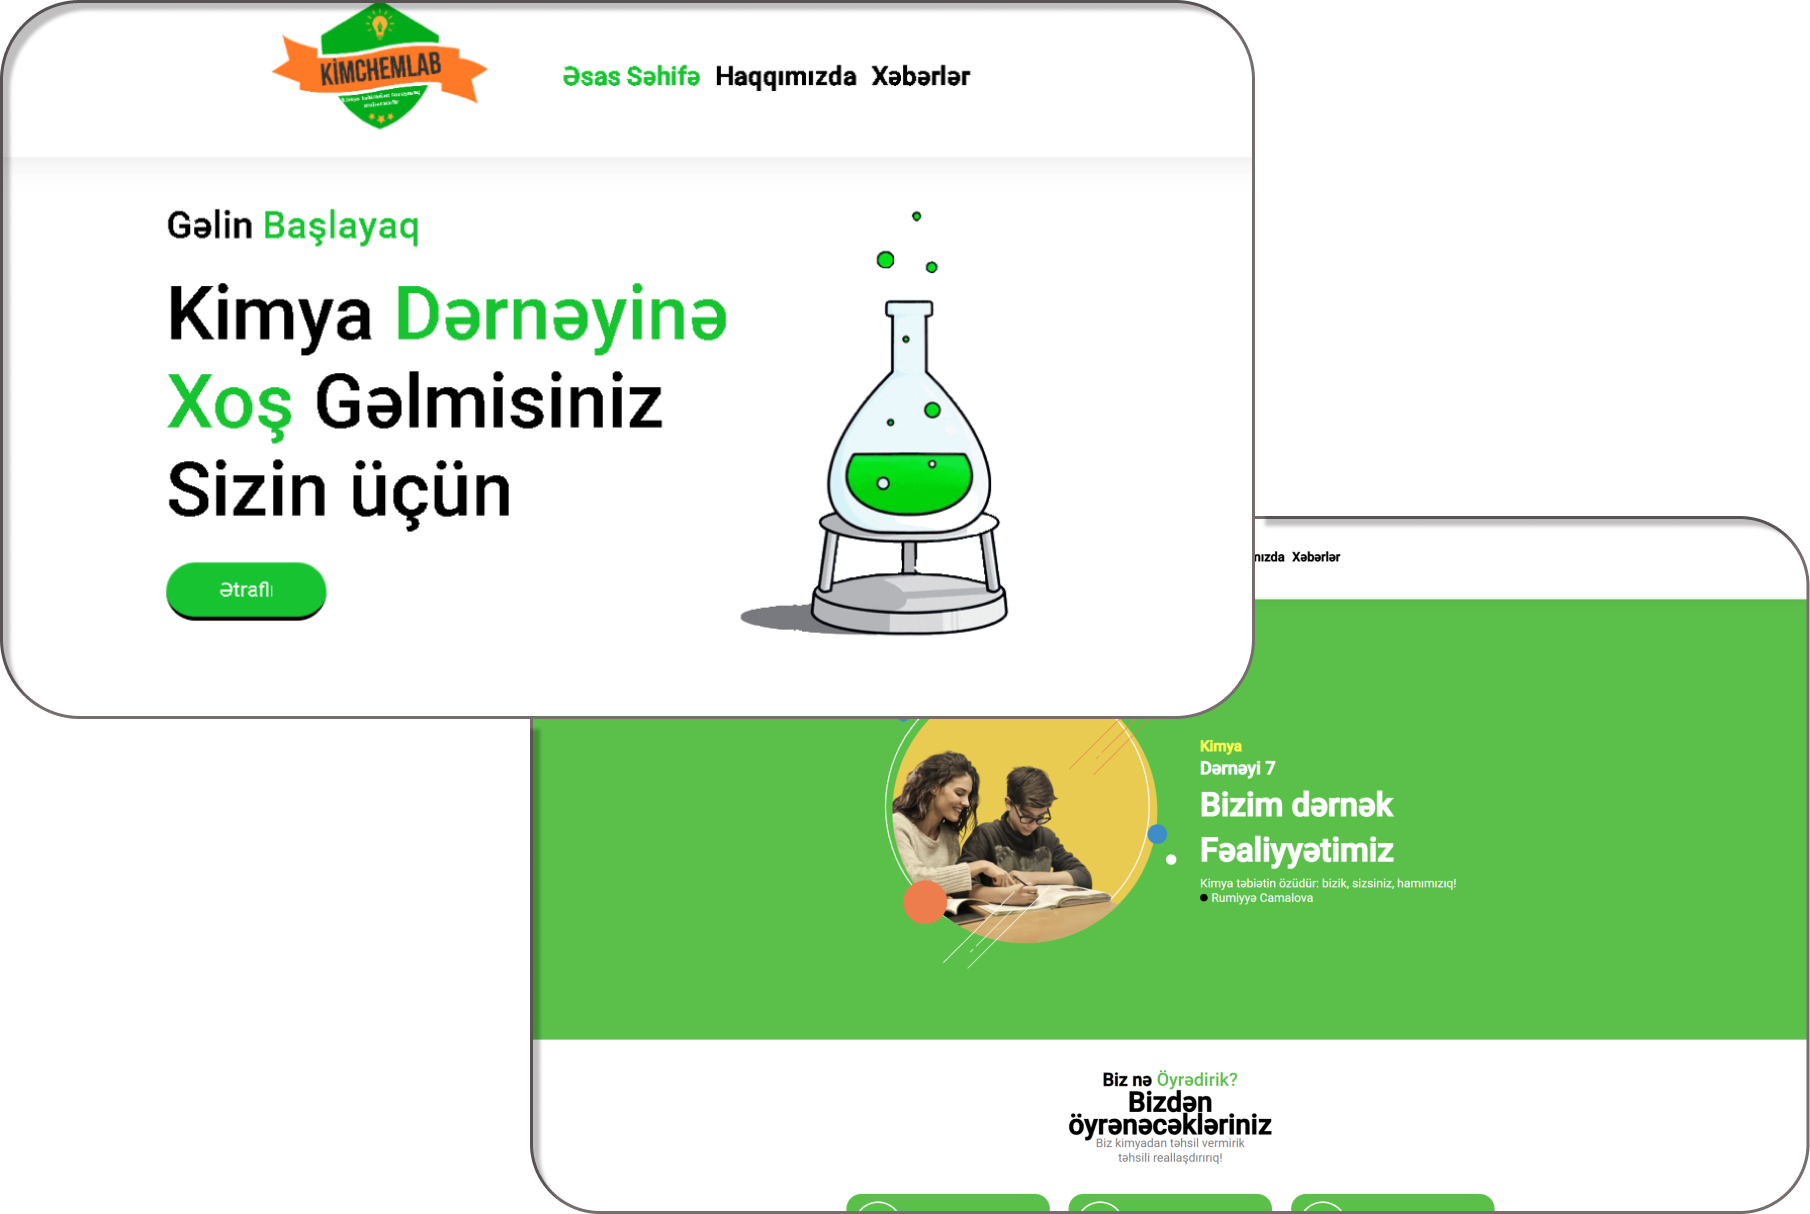 KİMCHEMLAB
Əsas Səhifə Haqqımızda Xəbərlər
Gəlin Başlayaq
Kimya Dərnəyinə
Xoş Gəlmisiniz
Sizin üçün
Ətraflı
Xəbərlər
Kimya
Dərnəyi 7
Bizim dərnək
Fəaliyyətimiz
Kimya təbiətin özüdür: bizik, sizsiniz, hamımızıq!
Rumiyyə Camalova
Biz nə Öyrədirik?
Bizdən
öyrənəcəkləriniz
Biz kimyadan təhsil vermirik
təhsili reallaşdırırıq!